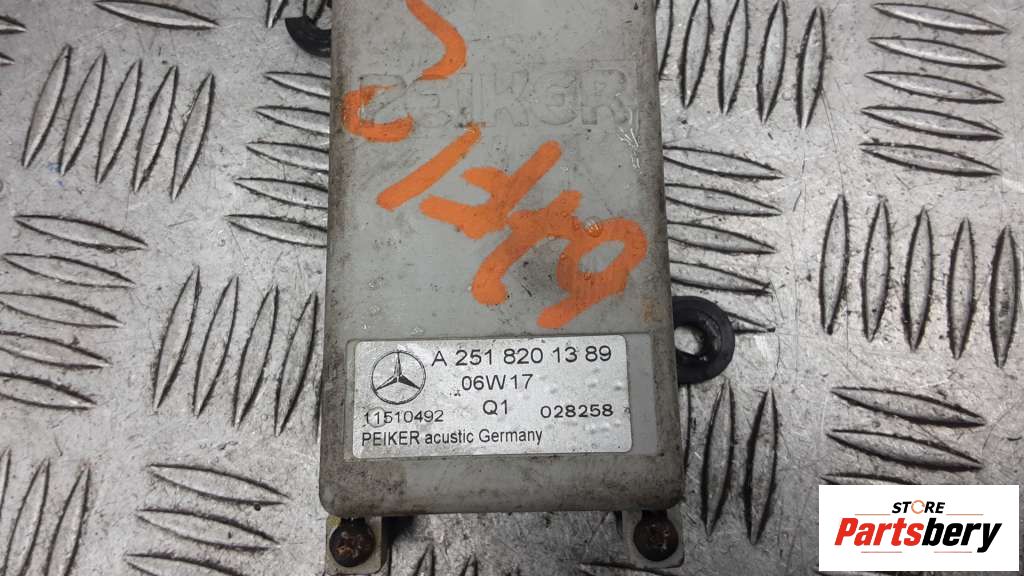 PEIKER
A 251 820 13 89
06W17
11510492 Q1 028258
PEIKER acustic Germany
STORE
Partsbery